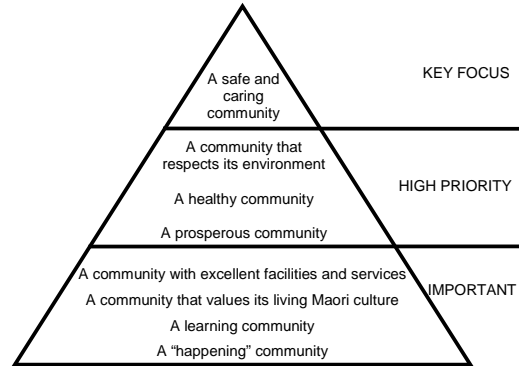 A safe and
caring
community
KEY FOCUS
A community that
respects its environment
A healthy community
A prosperous community
HIGH PRIORITY
A community with excellent facilities and services
A community that values its living Maori culture
A learning community
A “happening” community
IMPORTANT